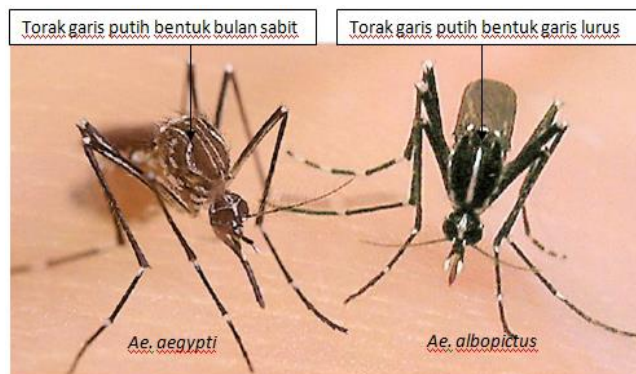 Torak garis putih bentuk bulan sabit
Torak garis putih bentuk garis lurus
Ae. aegypti
Ae. albopictus